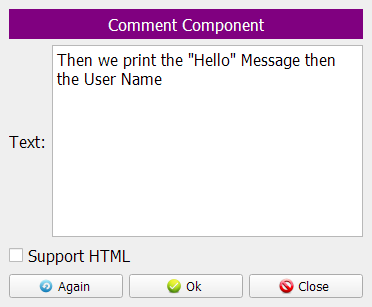 Comment Component
Text:
Then we print the "Hello" Message then
the User Name
Support HTML
Again Ok Close